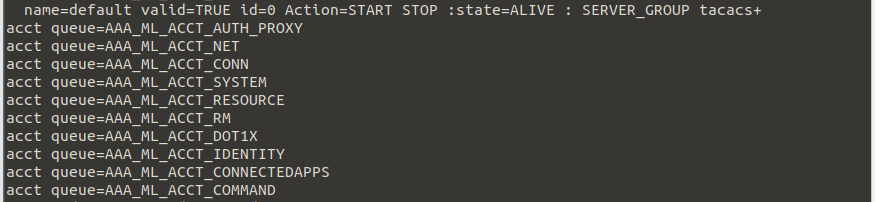 name=default valid=TRUE id=0 Action=START STOP :state=ALIVE : SERVER_GROUP tacacs+
acct queue=AAA_ML_ACCT_AUTH_PROXY
acct queue=AAA_ML_ACCT_NET
acct queue=AAA_ML_ACCT_CONN
acct queue=AAA_ML_ACCT_SYSTEM
acct queue=AAA_ML_ACCT_RESOURCE
acct queue=AAA_ML_ACCT_RM
acct queue=AAA_ML_ACCT_DOT1X
acct queue=AAA_ML_ACCT_IDENTITY
acct queue=AAA_ML_ACCT_CONNECTEDAPPS
acct queue=AAA_ML_ACCT_COMMAND